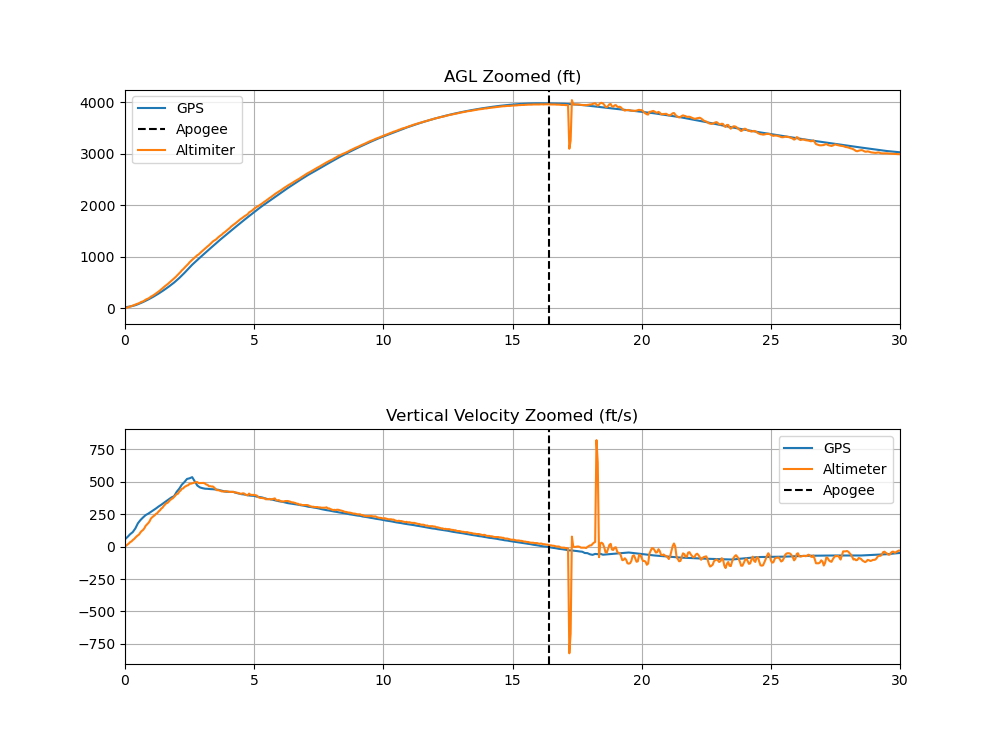 AGL Zoomed (ft)
4000
3000
2000
1000
0
GPS
Apogee
Altimiter
0 5 10 15 20 25 30
Vertical Velocity Zoomed (ft/s)
750
500
250
0
−250
−500
−750
GPS
Altimeter
Apogee
0 5 10 15 20 25 30